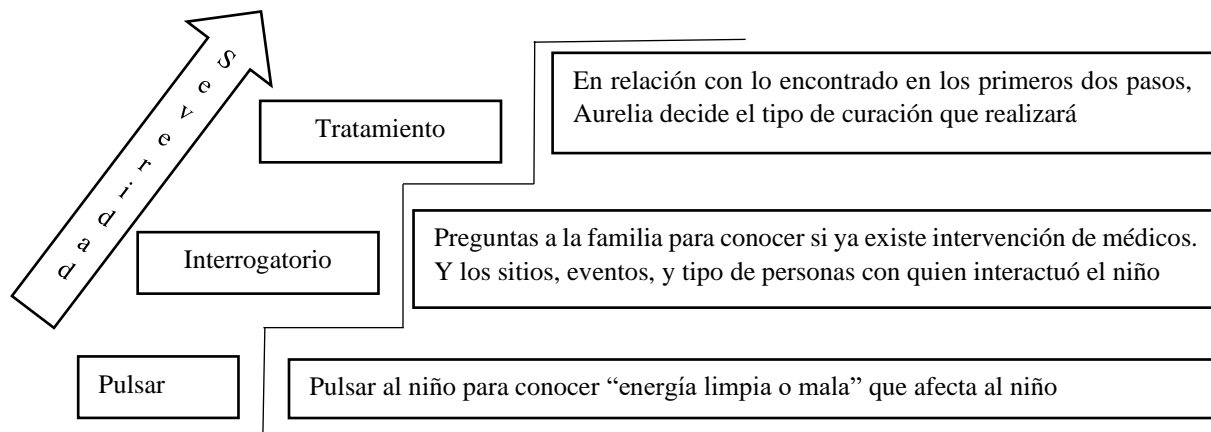 Severidad
En relación con lo encontrado en los primeros dos pasos,
Aurelia decide el tipo de curación que realizará
Tratamiento
Preguntas a la familia para conocer si ya existe intervención de médicos.
Y los sitios, eventos, y tipo de personas con quien interactuó el niño
Interrogatorio
Pulsar
Pulsar al niño para conocer “energía limpia o mala” que afecta al niño